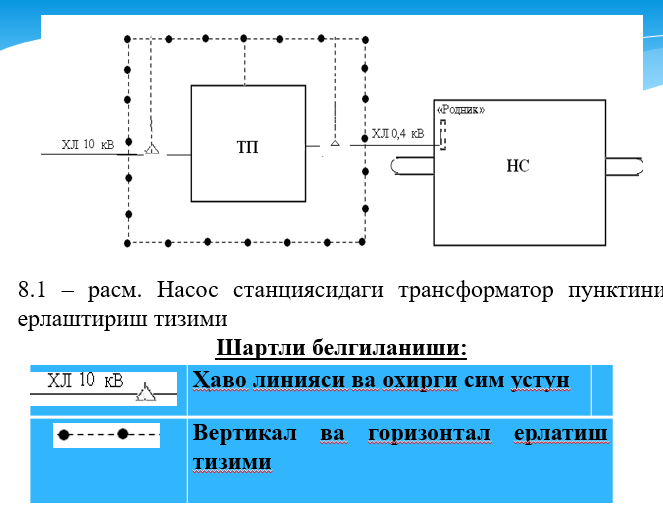 «Родник»
ХЛ 10 кВ
ТП
ХЛ 0,4 кВ
НС
8.1 – расм. Насос станциясидаги трансформатор пунктини
ерлаштириш тизими
Шартли белгиланиши:
ХЛ 10 кВ
Ҳаво линияси ва охирги сим устун
Вертикал ва горизонтал ерлатиш
тизими